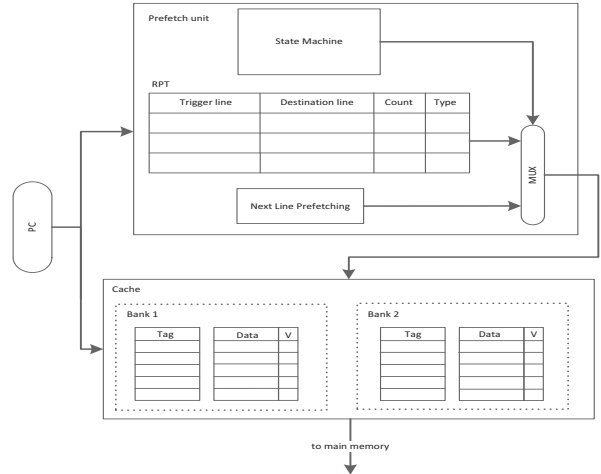 Prefetch unit
State Machine
RPT
Trigger line Destination line Count Type
MUX
Next Line Prefetching
PC
Cache
Bank 1
Tag Data V
Bank 2
Tag Data V
to main memory